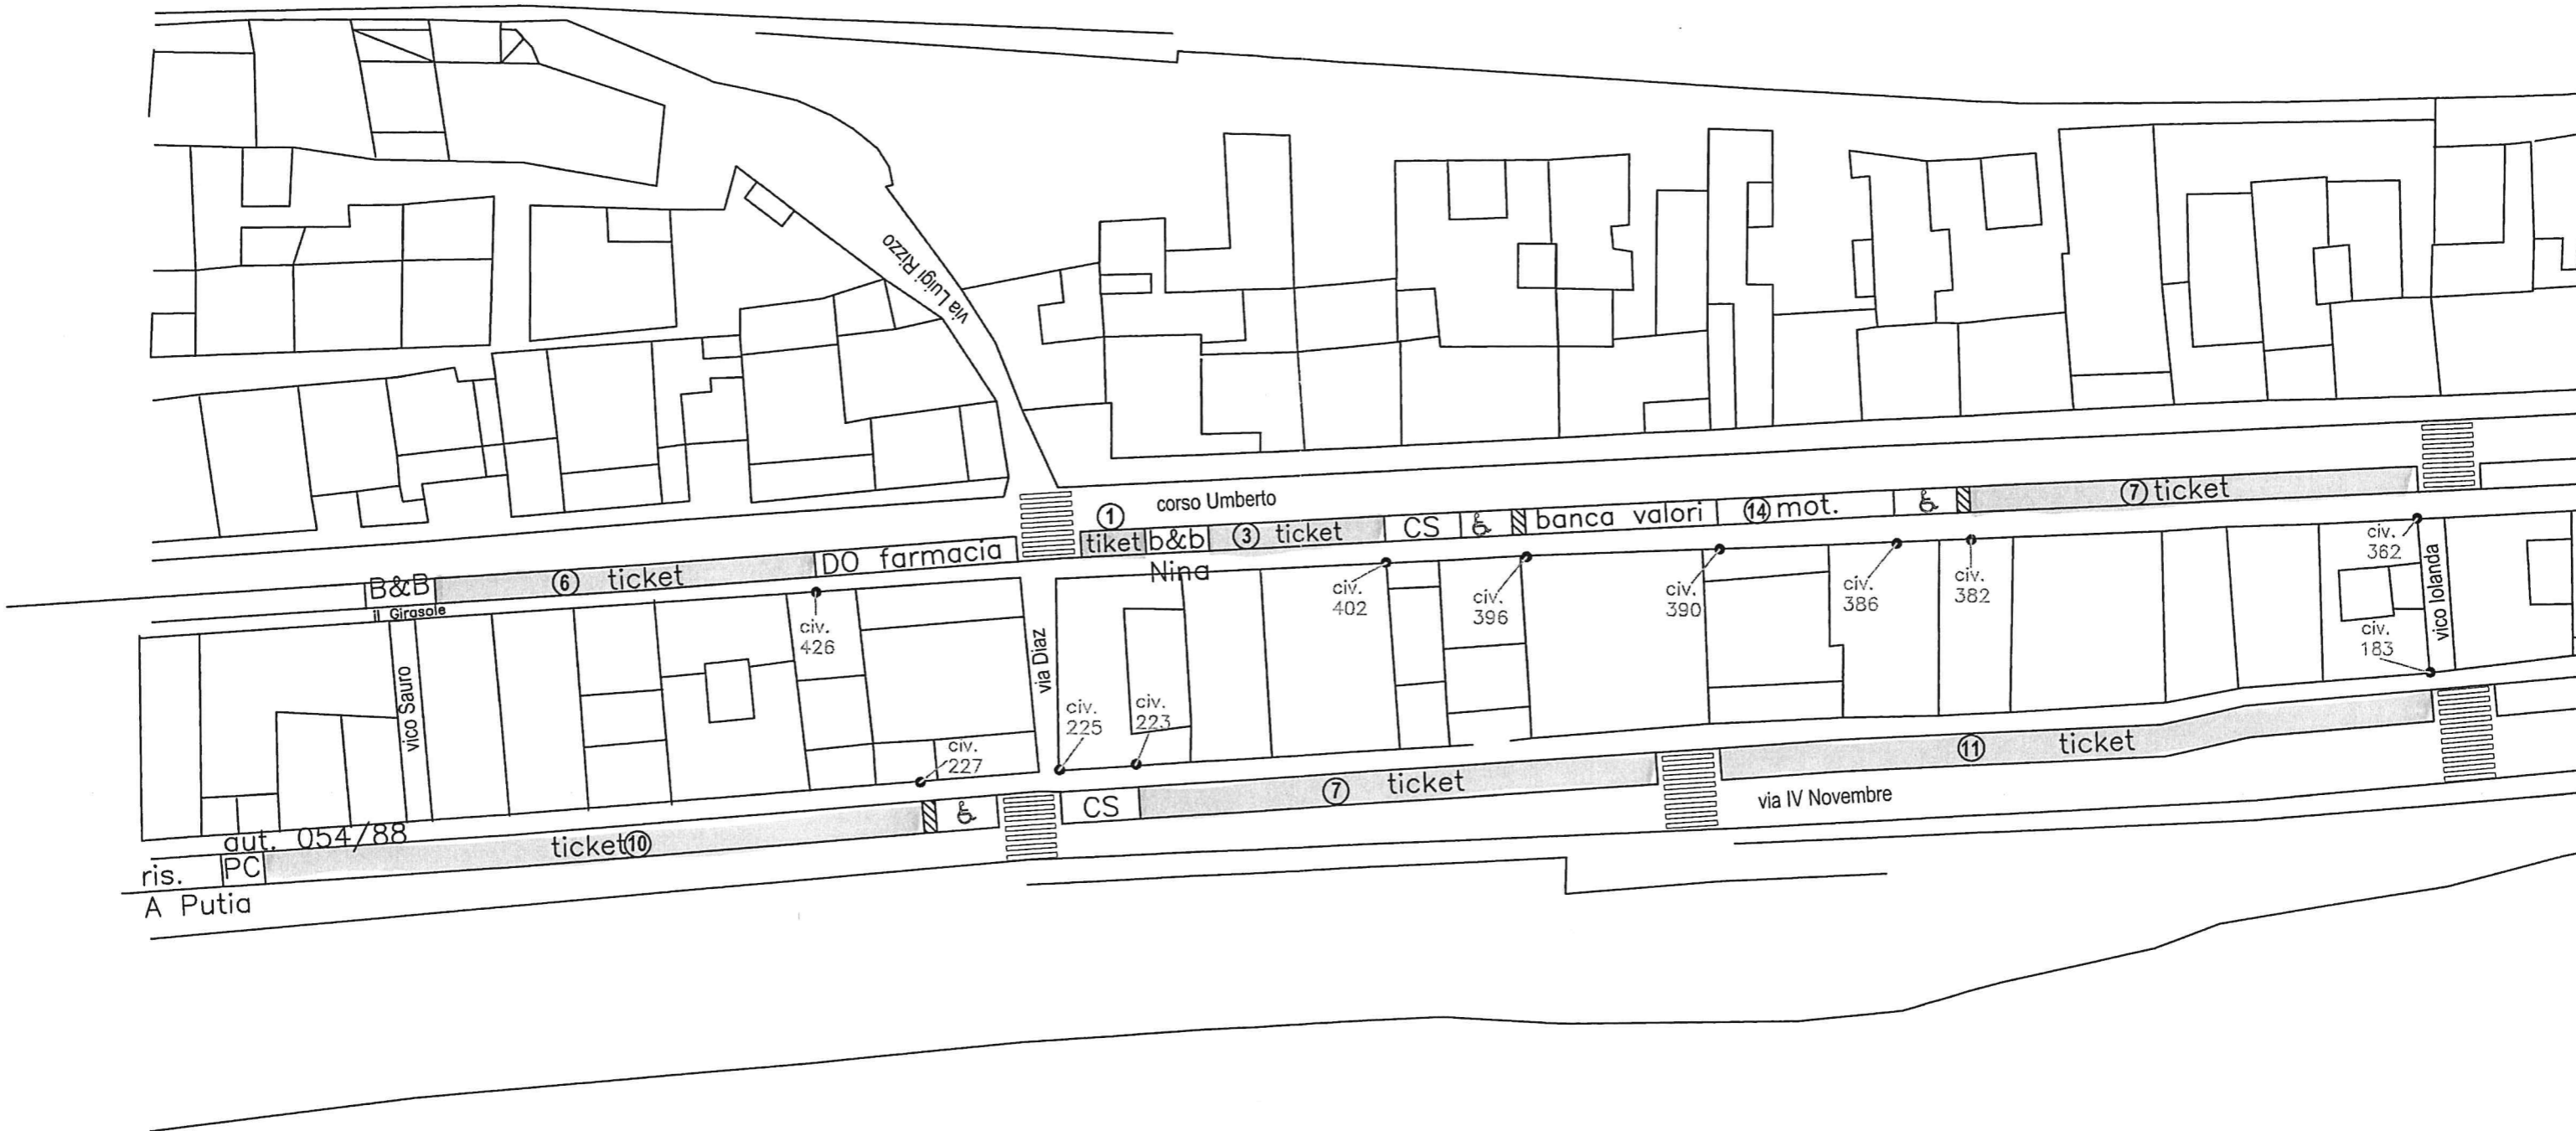 via Luigi Rizzo
corso Umberto
① tiket
b&b
Nina
③ ticket
CS
banca valori
⑭ mot.
⑦ ticket
B&B
il Girasole
⑥ ticket
DO farmacia
civ.
426
civ.
402
civ.
396
civ.
390
civ.
386
civ.
382
civ.
362
vico Sauro
via Diaz
vico Iolanda
civ.
227
civ.
225
civ.
223
civ.
183
ris.
A Putia
aut. 054/88
PC
ticket ⑩
CS
⑦ ticket
⑪ ticket
via IV Novembre